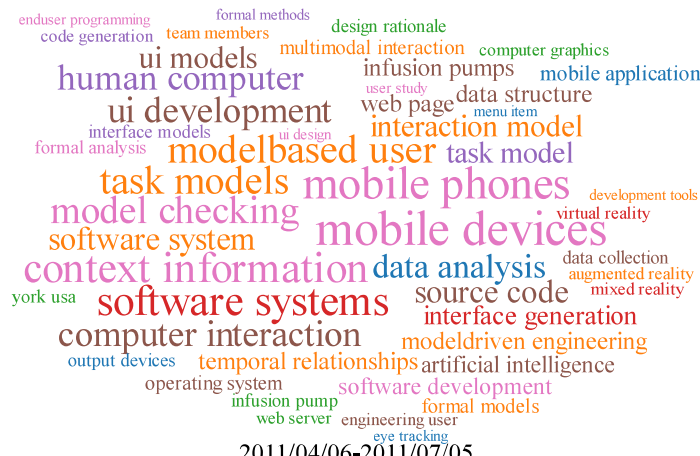 enduser programming
formal methods
code generation
team members
design rationale
ui models
multimodal interaction
computer graphics
human computer
infusion pumps
mobile application
user study
ui development
web page
data structure
menu item
interface models
ui design
interaction model
formal analysis
modelbased user
task model
task models
mobile phones
development tools
model checking
virtual reality
software system
mobile devices
context information
data analysis
data collection
augmented reality
york usa
software systems
source code
mixed reality
interface generation
computer interaction
modeldriven engineering
output devices
temporal relationships
artificial intelligence
operating system
software development
infusion pump
formal models
web server
engineering user
eye tracking
2011/04/06-2011/07/05